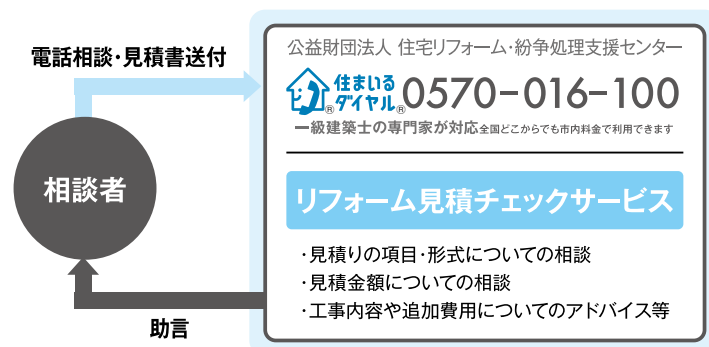 電話相談・見積書送付
相談者
助言
公益財団法人 住宅リフォーム・紛争処理支援センター
住まいる
ダイヤル®
® 0570-016-100
一級建築士の専門家が対応 全国どこからでも市内料金で利用できます
リフォーム見積チェックサービス
・見積りの項目・形式についての相談
・見積金額についての相談
・工事内容や追加費用についてのアドバイス等